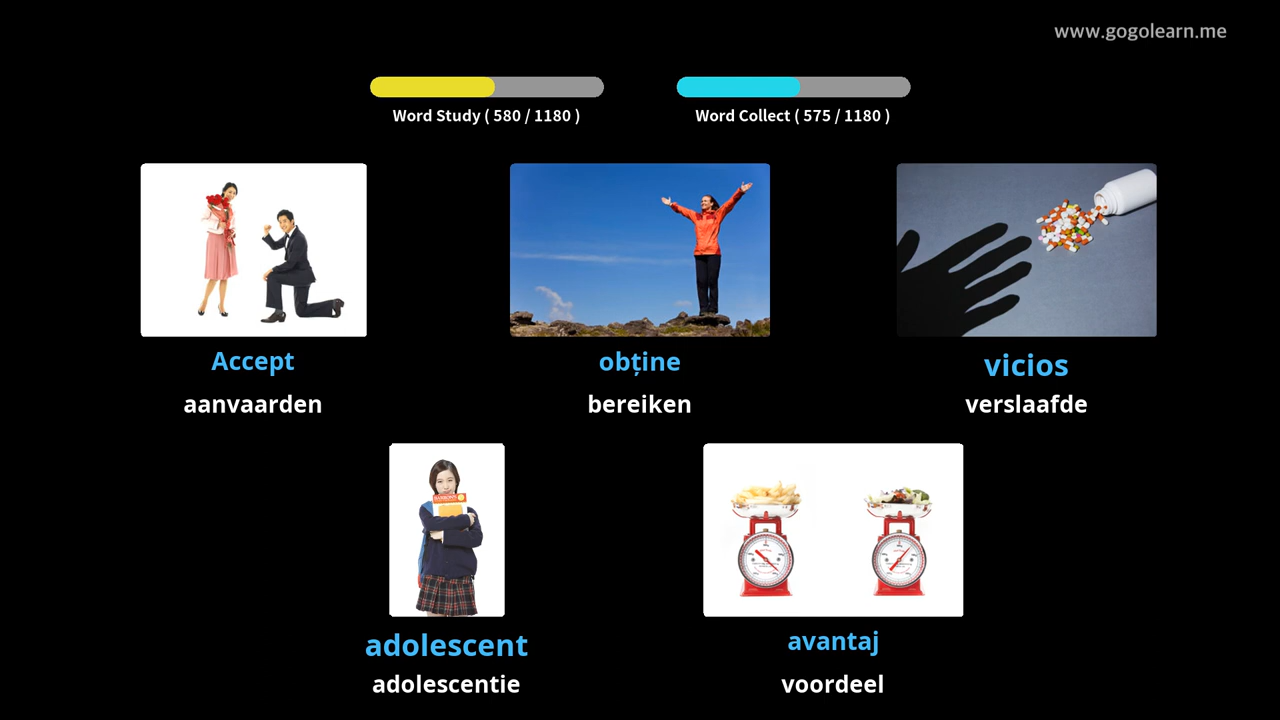 www.gogolearn.me
Word Study ( 580 / 1180 )
Word Collect ( 575 / 1180 )
Accept
obține
vicios
aanvaarden
bereiken
verslaafde
adolescent
avantaj
adolescentie
voordeel